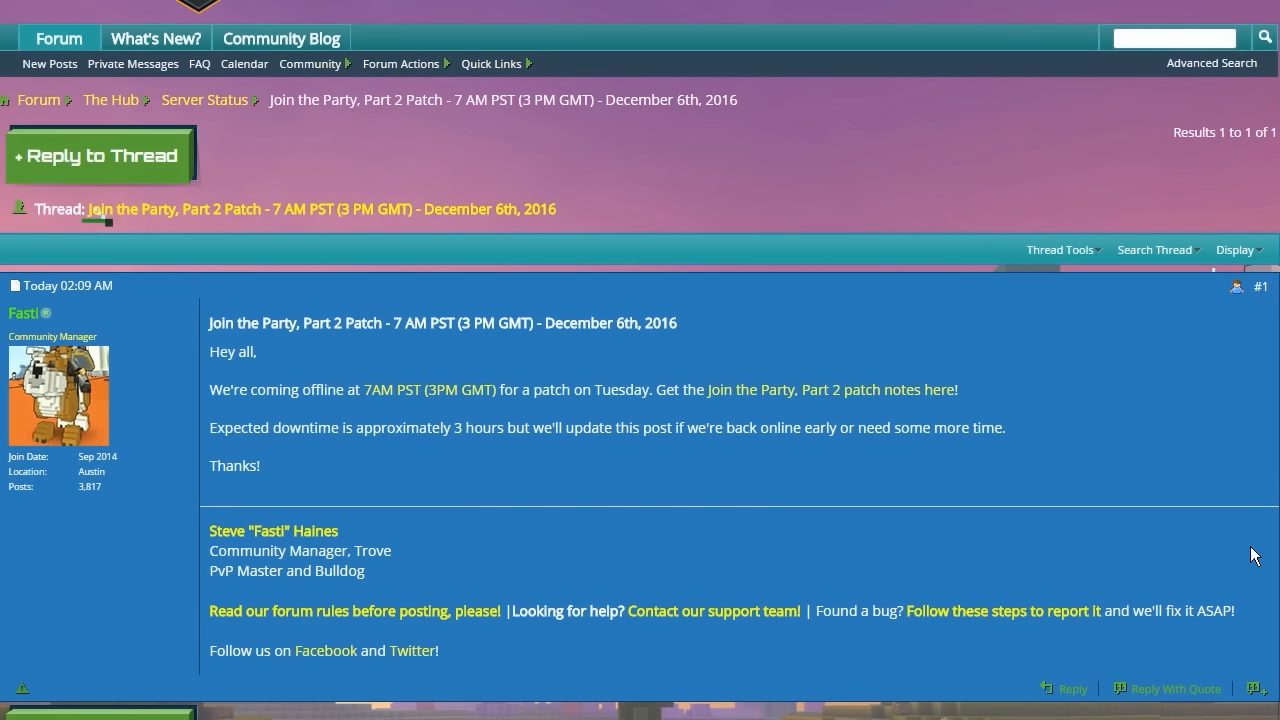 Forum What's New? Community Blog
New Posts Private Messages FAQ Calendar Community Forum Actions Quick Links Advanced Search
Forum The Hub Server Status Join the Party, Part 2 Patch - 7 AM PST (3 PM GMT) - December 6th, 2016
Results 1 to 1 of 1
+ Reply to Thread
Thread: Join the Party, Part 2 Patch - 7 AM PST (3 PM GMT) - December 6th, 2016
Thread Tools Search Thread Display
Today 02:09 AM #1
Fasti
Community Manager
Join Date: Sep 2014
Location: Austin
Posts: 3,817
Join the Party, Part 2 Patch - 7 AM PST (3 PM GMT) - December 6th, 2016
Hey all,
We're coming offline at 7AM PST (3PM GMT) for a patch on Tuesday. Get the Join the Party, Part 2 patch notes here!
Expected downtime is approximately 3 hours but we'll update this post if we're back online early or need some more time.
Thanks!
Steve "Fasti" Haines
Community Manager, Trove
PvP Master and Bulldog
Read our forum rules before posting, please! |Looking for help? Contact our support team! | Found a bug? Follow these steps to report it and we'll fix it ASAP!
Follow us on Facebook and Twitter!
Reply Reply With Quote